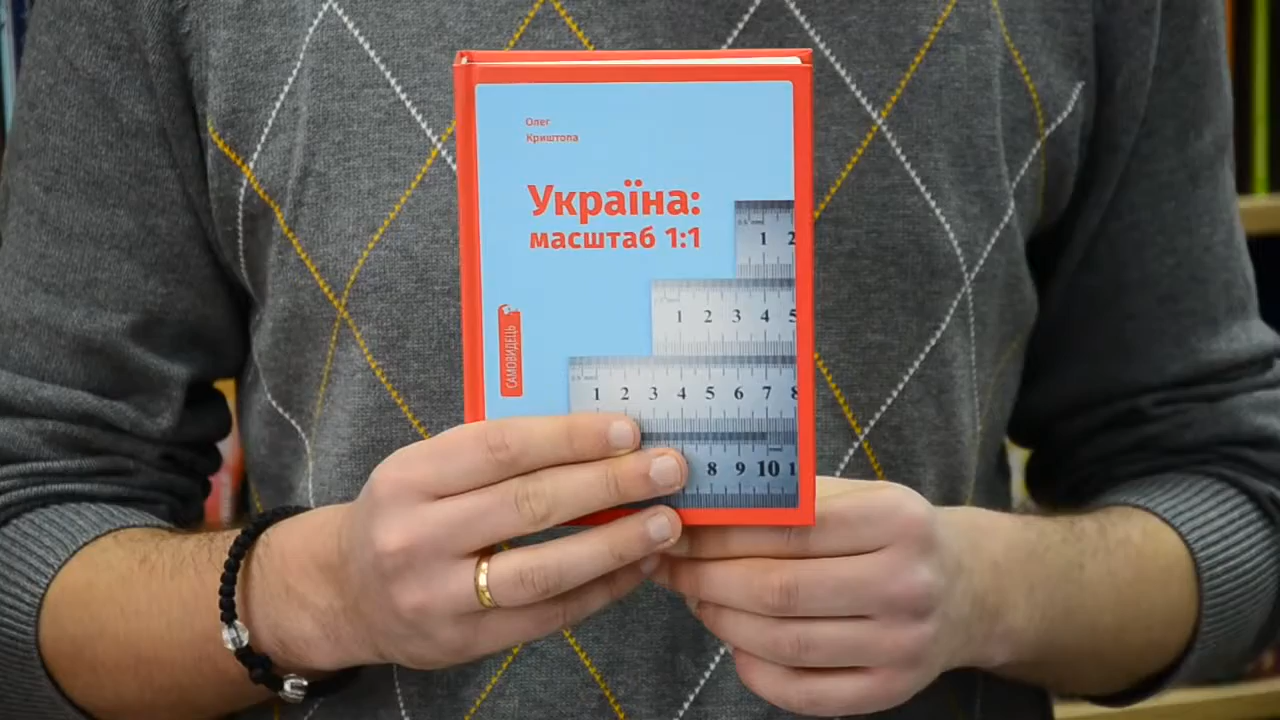 Олег
Криштопа
Україна:
масштаб 1:1
САМОВИДЕЦЬ
1 2
1 2 3 4 5
1 2 3 4 5 6 7 8
8 9 10 1